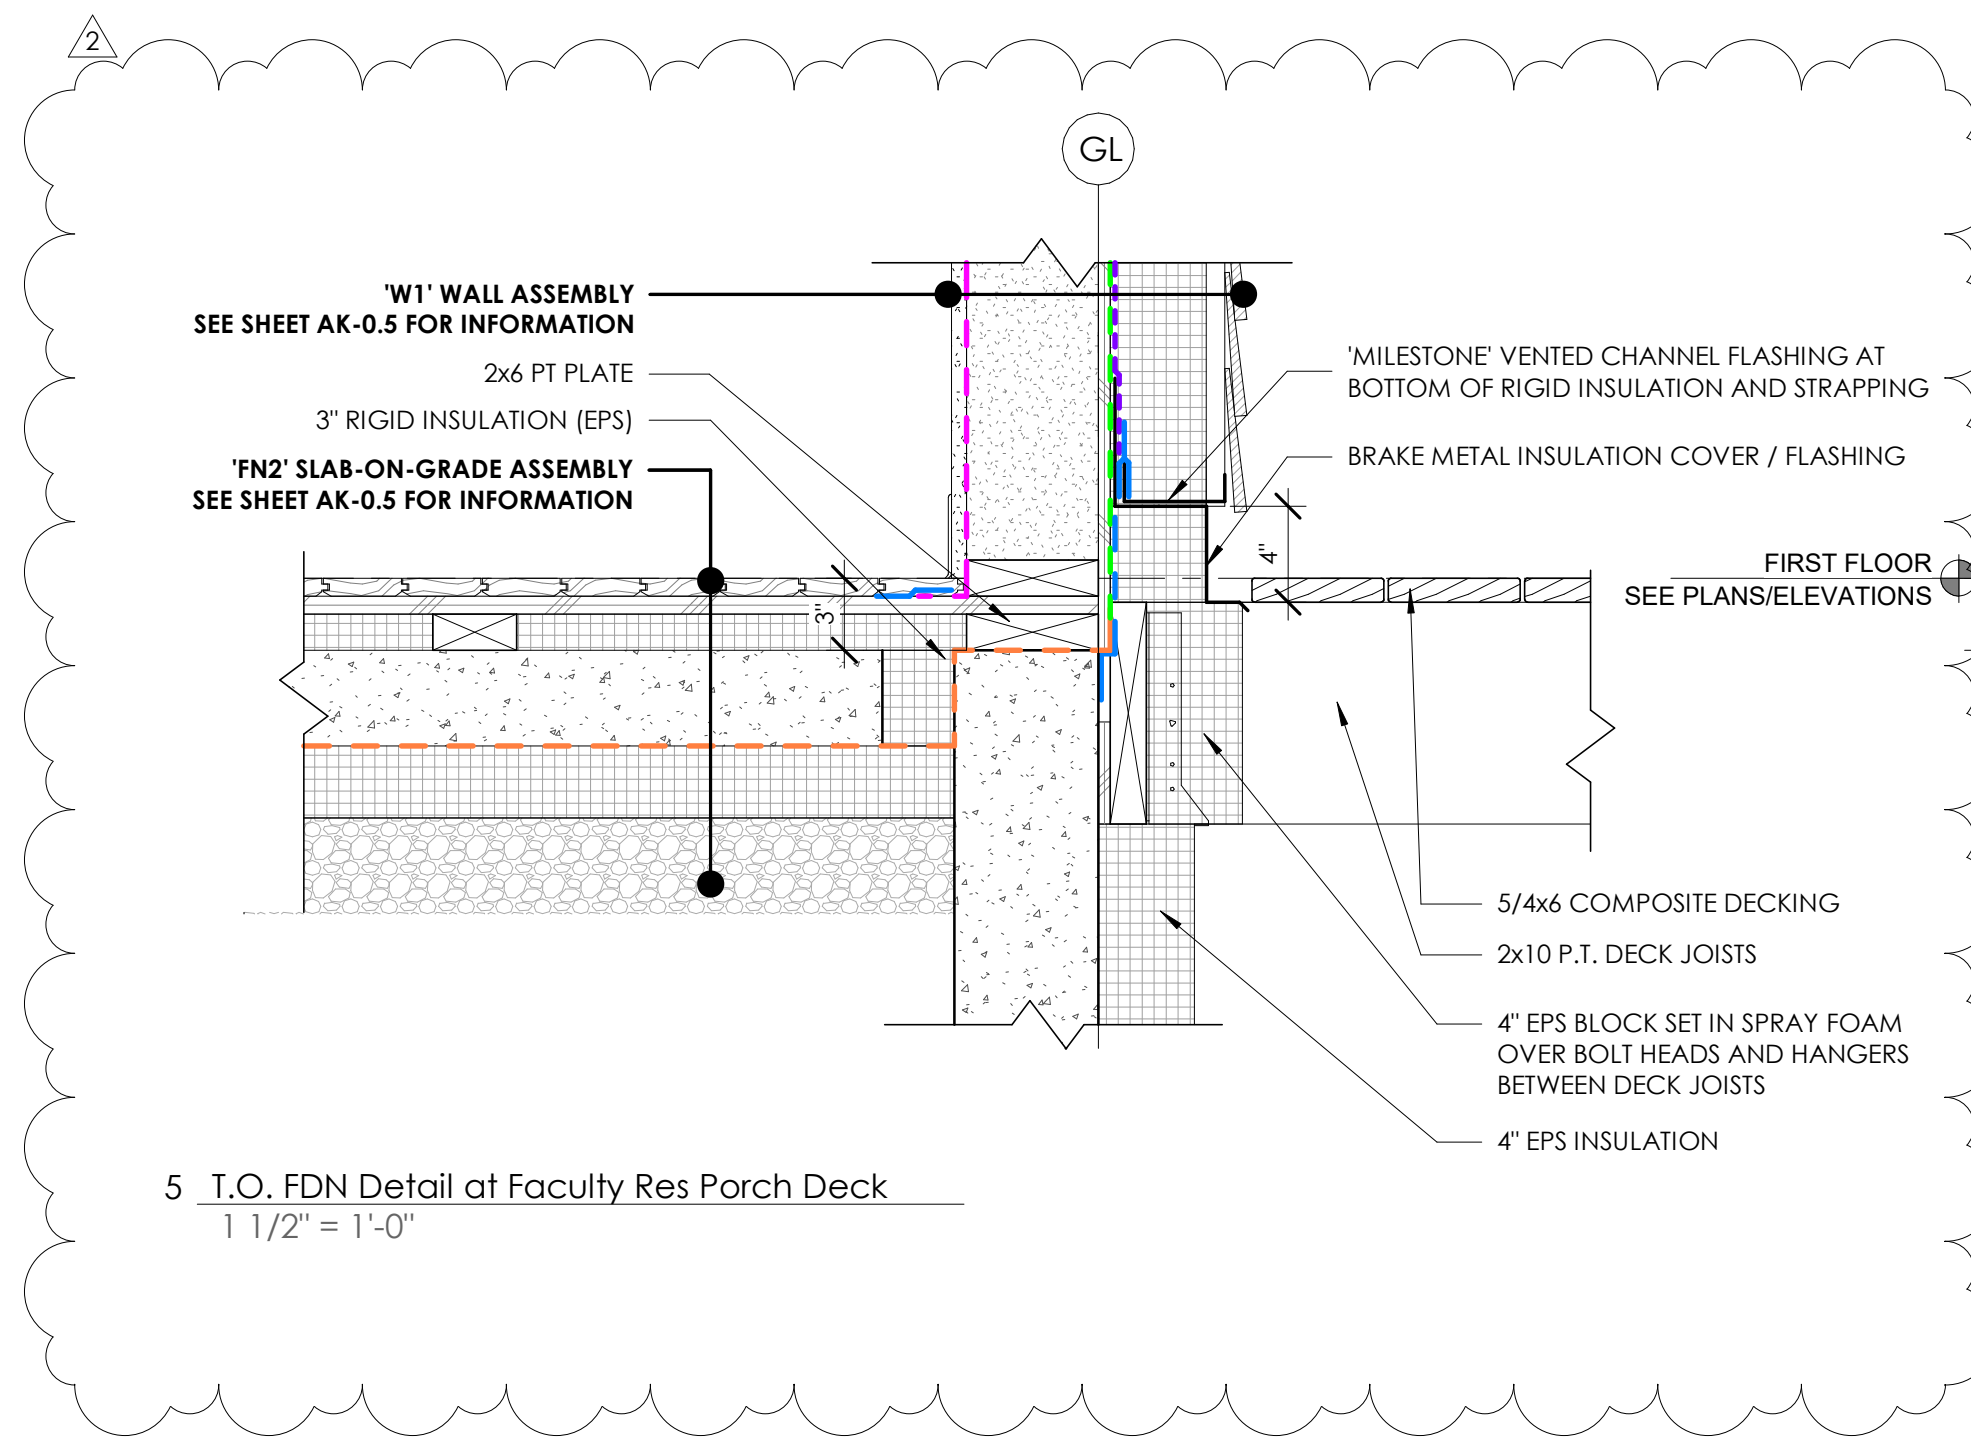 2
GL
'W1' WALL ASSEMBLY
SEE SHEET AK-0.5 FOR INFORMATION
2x6 PT PLATE
3" RIGID INSULATION (EPS)
'FN2' SLAB-ON-GRADE ASSEMBLY
SEE SHEET AK-0.5 FOR INFORMATION
'MILESTONE' VENTED CHANNEL FLASHING AT
BOTTOM OF RIGID INSULATION AND STRAPPING
BRAKE METAL INSULATION COVER / FLASHING
4"
3"
FIRST FLOOR
SEE PLANS/ELEVATIONS
5/4x6 COMPOSITE DECKING
2x10 P.T. DECK JOISTS
4" EPS BLOCK SET IN SPRAY FOAM
OVER BOLT HEADS AND HANGERS
BETWEEN DECK JOISTS
4" EPS INSULATION
5 T.O. FDN Detail at Faculty Res Porch Deck
1 1/2" = 1'-0"